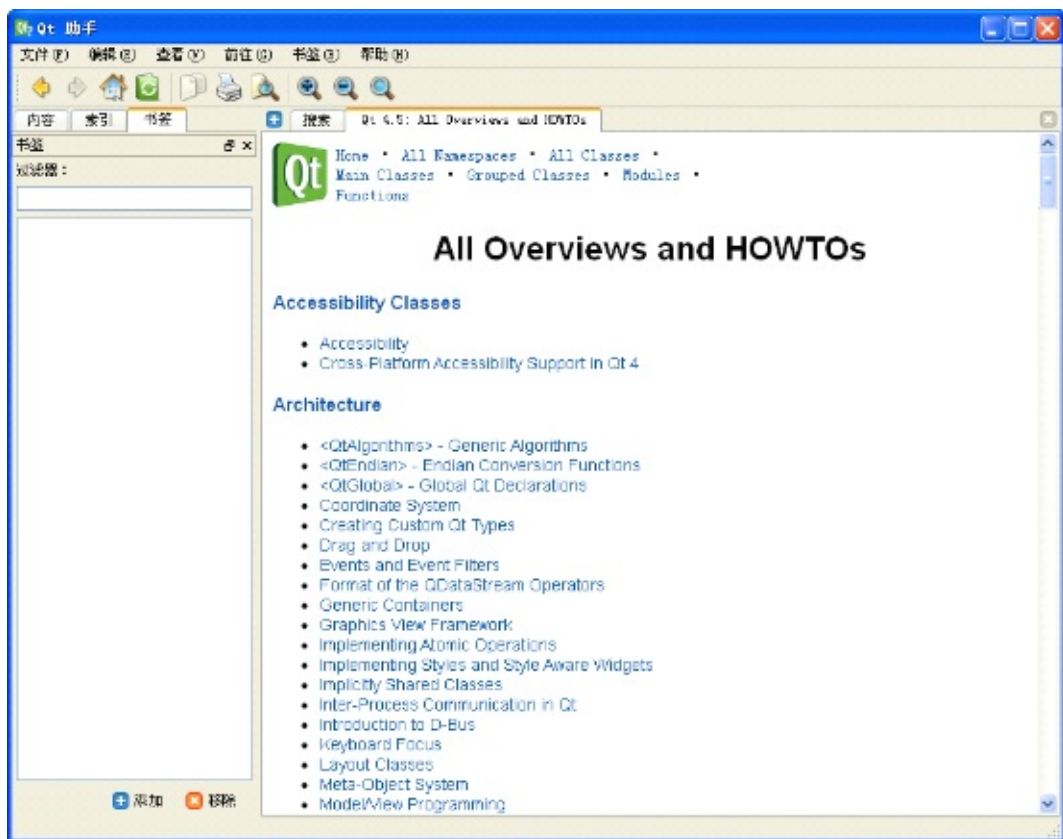 Qt 助手
文件(F) 编辑(E) 查看(V) 前往(G) 书签(B) 帮助(H)
内容 索引 书签
搜索 Qt 4.5: All Overviews and HOWTOs
书签
过滤器：
Qt
Home · All Namespaces · All Classes ·
Main Classes · Grouped Classes · Modules ·
Functions
All Overviews and HOWTOs
Accessibility Classes
Accessibility
Cross-Platform Accessibility Support in Qt 4
Architecture
<QtAlgorithms> - Generic Algorithms
<QtEndian> - Endian Conversion Functions
<QtGlobal> - Global Qt Declarations
Coordinate System
Creating Custom Qt Types
Drag and Drop
Events and Event Filters
Format of the QDataStream Operators
Generic Containers
Graphics View Framework
Implementing Atomic Operations
Implementing Styles and Style Aware Widgets
Implicitly Shared Classes
Inter-Process Communication in Qt
Introduction to D-Bus
Keyboard Focus
Layout Classes
Meta-Object System
Model/View Programming
添加 移除